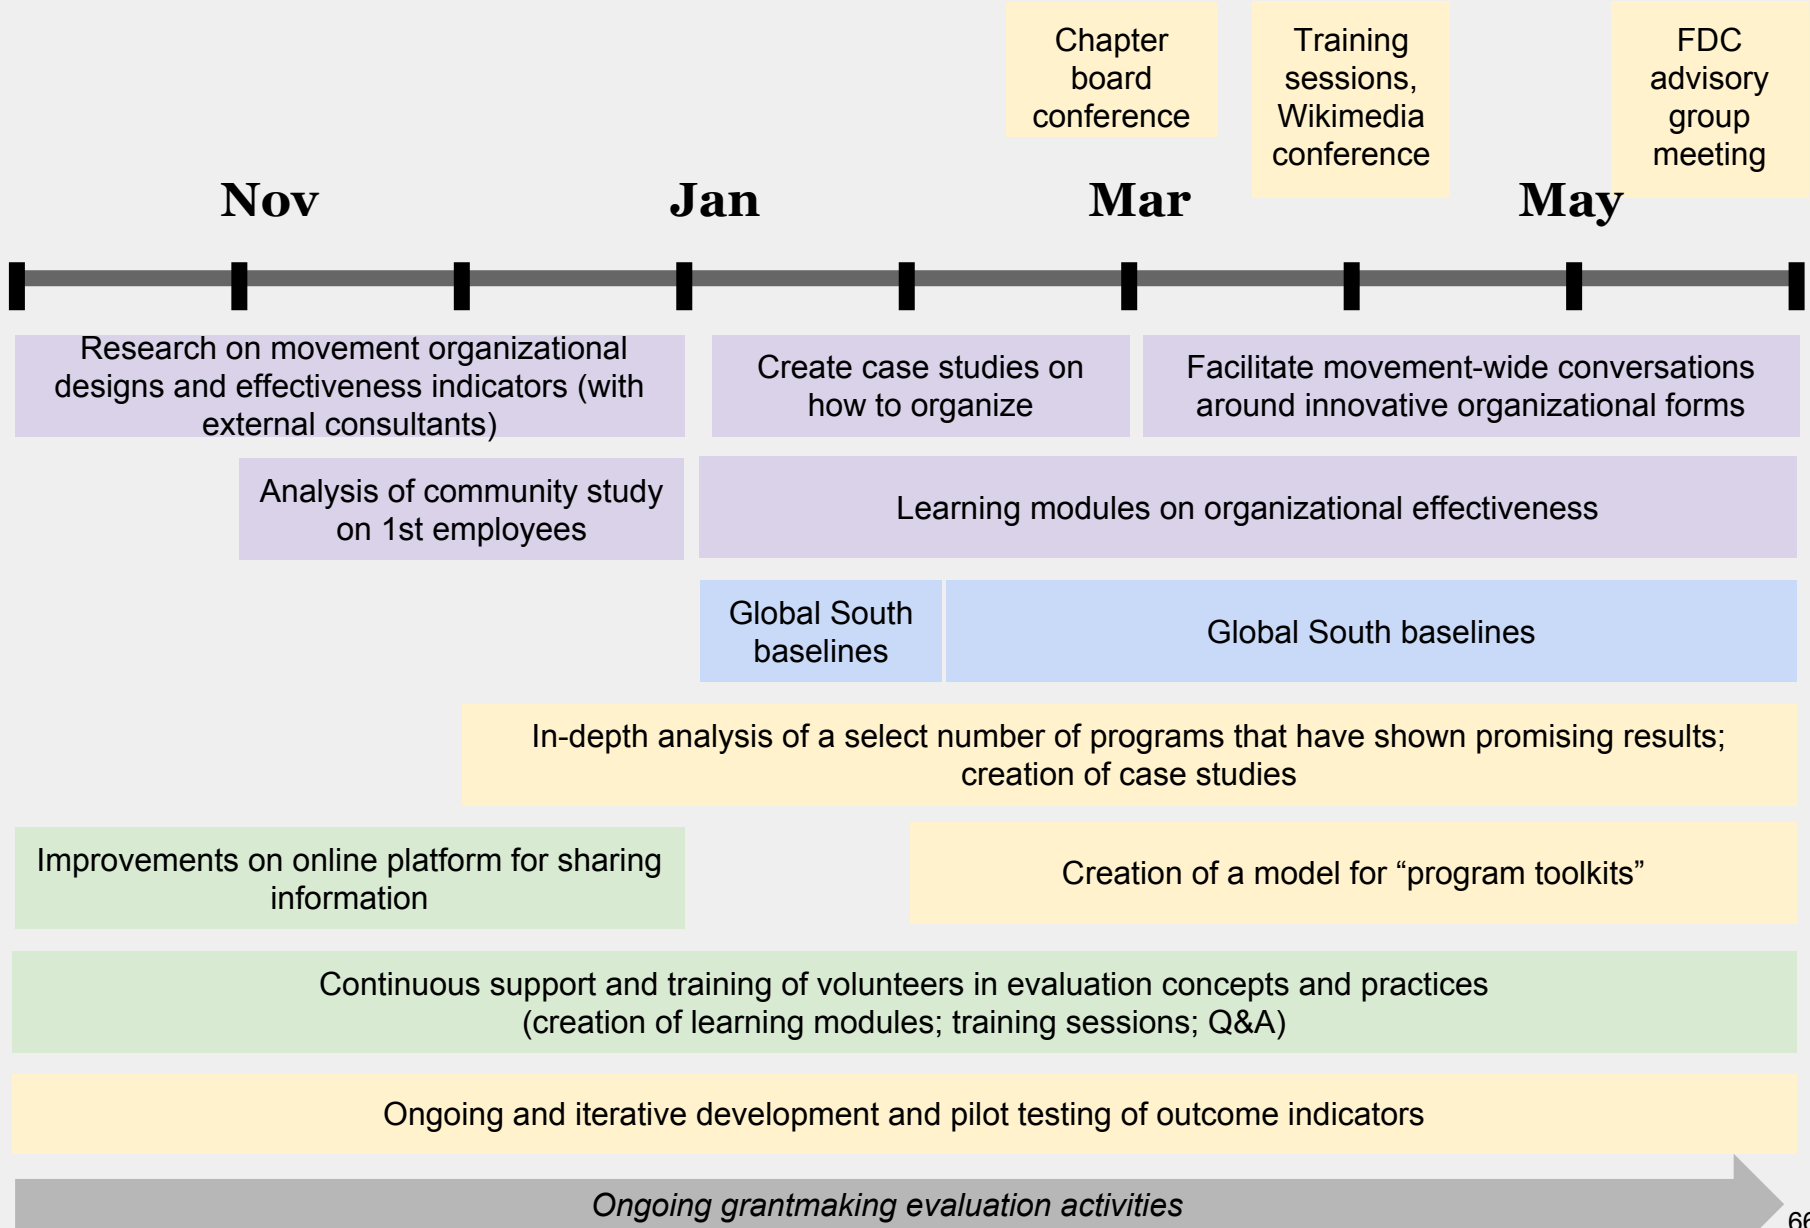 Chapter
board
conference
Training
sessions,
Wikimedia
conference
FDC
advisory
group
meeting
Nov
Jan
Mar
May
Research on movement organizational
designs and effectiveness indicators (with
external consultants)
Create case studies on
how to organize
Facilitate movement-wide conversations
around innovative organizational forms
Analysis of community study
on 1st employees
Learning modules on organizational effectiveness
Global South
baselines
Global South baselines
In-depth analysis of a select number of programs that have shown promising results;
creation of case studies
Improvements on online platform for sharing
information
Creation of a model for “program toolkits”
Continuous support and training of volunteers in evaluation concepts and practices
(creation of learning modules; training sessions; Q&A)
Ongoing and iterative development and pilot testing of outcome indicators
Ongoing grantmaking evaluation activities
66